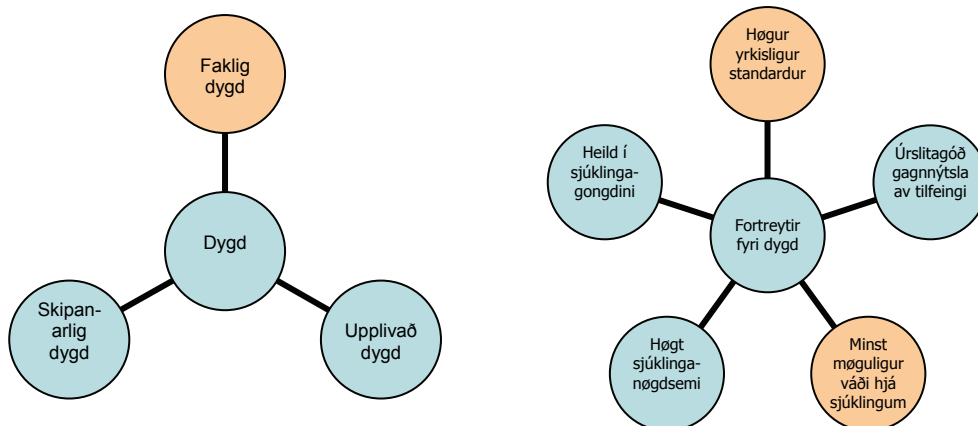 Faklig
dygd
Dygd
Skipan-
arlig
dygd
Upplivað
dygd
Høgur
yrkisligur
standardur
Heild í
sjúklinga-
gongdini
Úrslitagóð
gagnnýtsla
av tilfeingi
Fortreytir
fyri dygd
Høgt
sjúklinga-
nøgdsemi
Minst
møguligur
váði hjá
sjúklingum